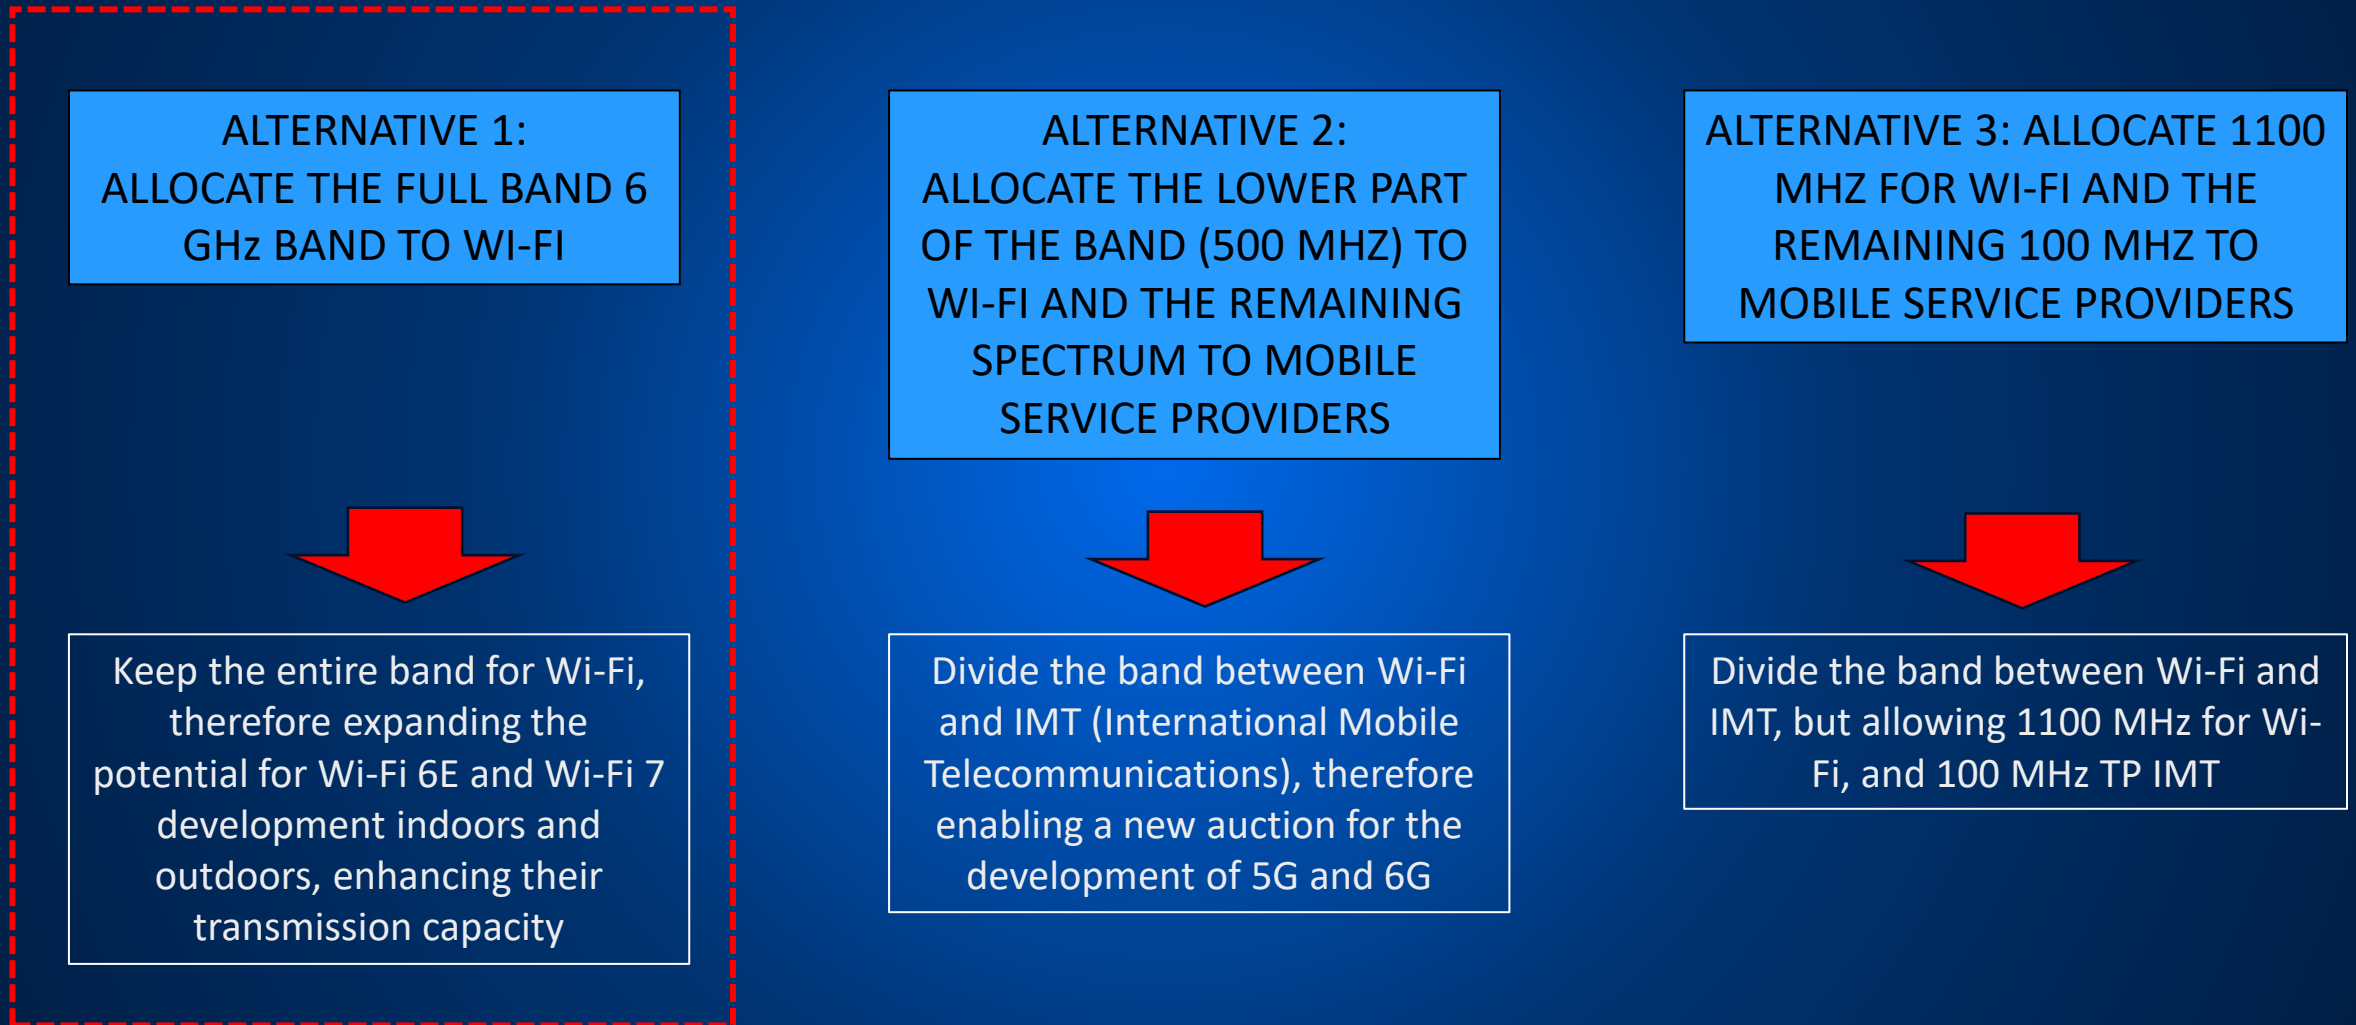 ALTERNATIVE 1:
ALLOCATE THE FULL BAND 6
GHz BAND TO WI-FI
Keep the entire band for Wi-Fi,
therefore expanding the
potential for Wi-Fi 6E and Wi-Fi 7
development indoors and
outdoors, enhancing their
transmission capacity
ALTERNATIVE 2:
ALLOCATE THE LOWER PART
OF THE BAND (500 MHZ) TO
WI-FI AND THE REMAINING
SPECTRUM TO MOBILE
SERVICE PROVIDERS
Divide the band between Wi-Fi
and IMT (International Mobile
Telecommunications), therefore
enabling a new auction for the
development of 5G and 6G
ALTERNATIVE 3: ALLOCATE 1100
MHZ FOR WI-FI AND THE
REMAINING 100 MHZ TO
MOBILE SERVICE PROVIDERS
Divide the band between Wi-Fi and
IMT, but allowing 1100 MHz for Wi-
Fi, and 100 MHz TP IMT